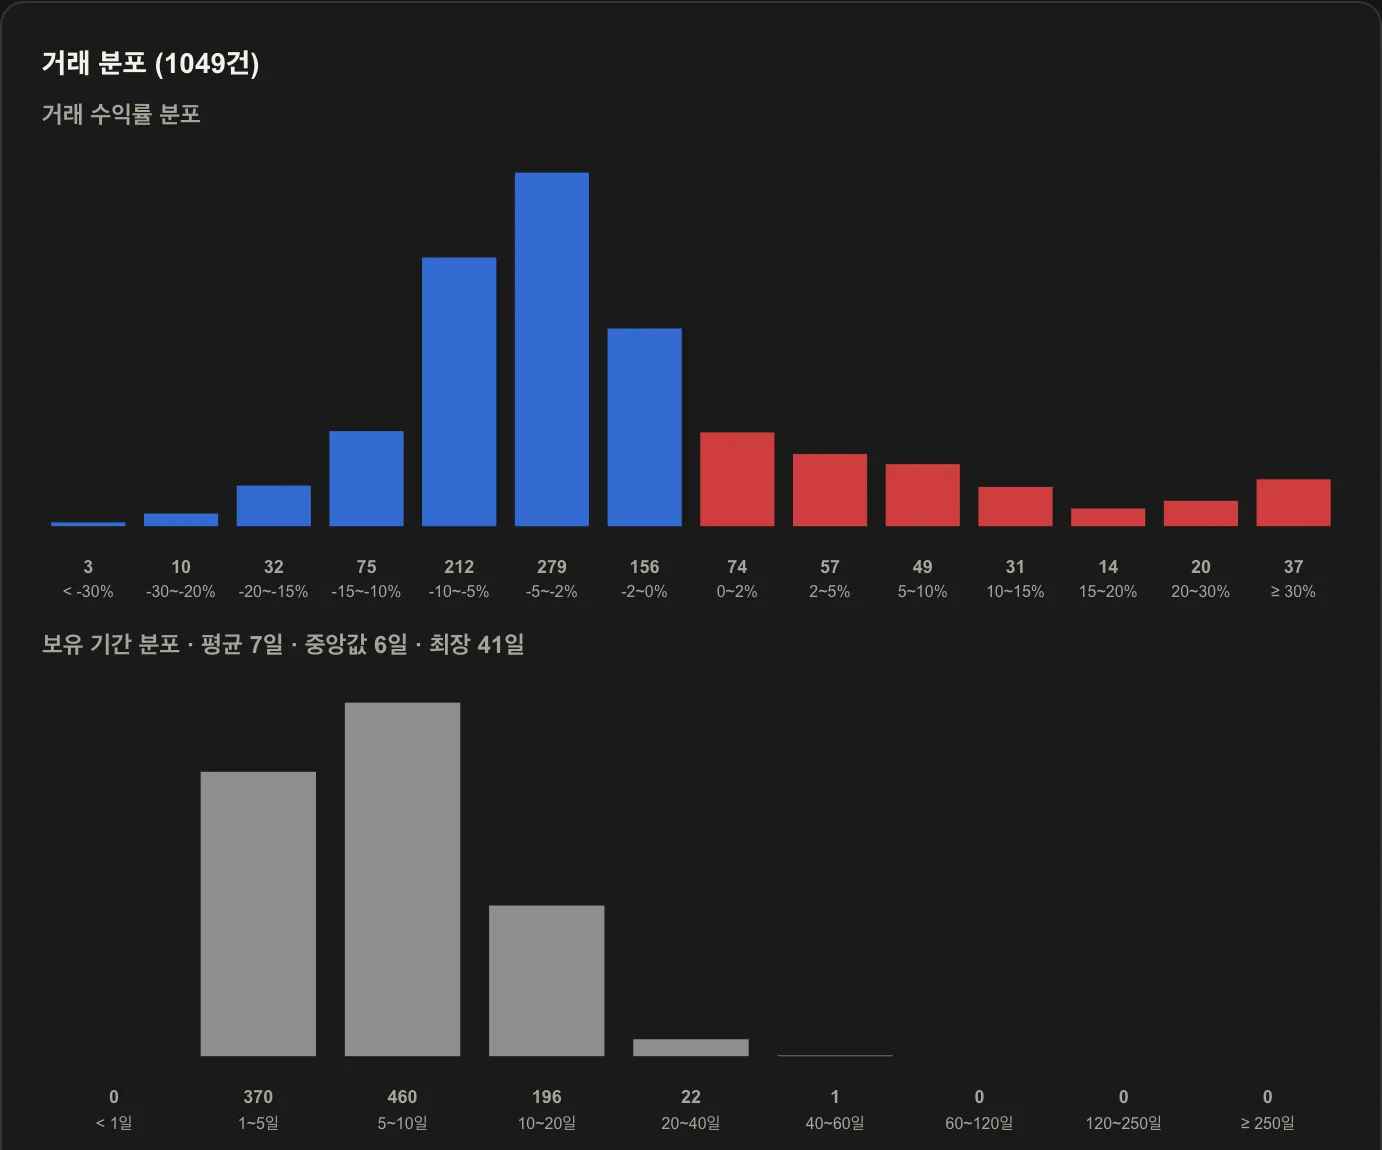 거래 분포 (1049건)
거래 수익률 분포
3 10 32 75 212 279 156 74 57 49 31 14 20 37
< -30% -30~-20% -20~-15% -15~-10% -10~-5% -5~-2% -2~0% 0~2% 2~5% 5~10% 10~15% 15~20% 20~30% ≥ 30%
보유 기간 분포 · 평균 7일 · 중앙값 6일 · 최장 41일
0 370 460 196 22 1 0 0 0
< 1일 1~5일 5~10일 10~20일 20~40일 40~60일 60~120일 120~250일 ≥ 250일